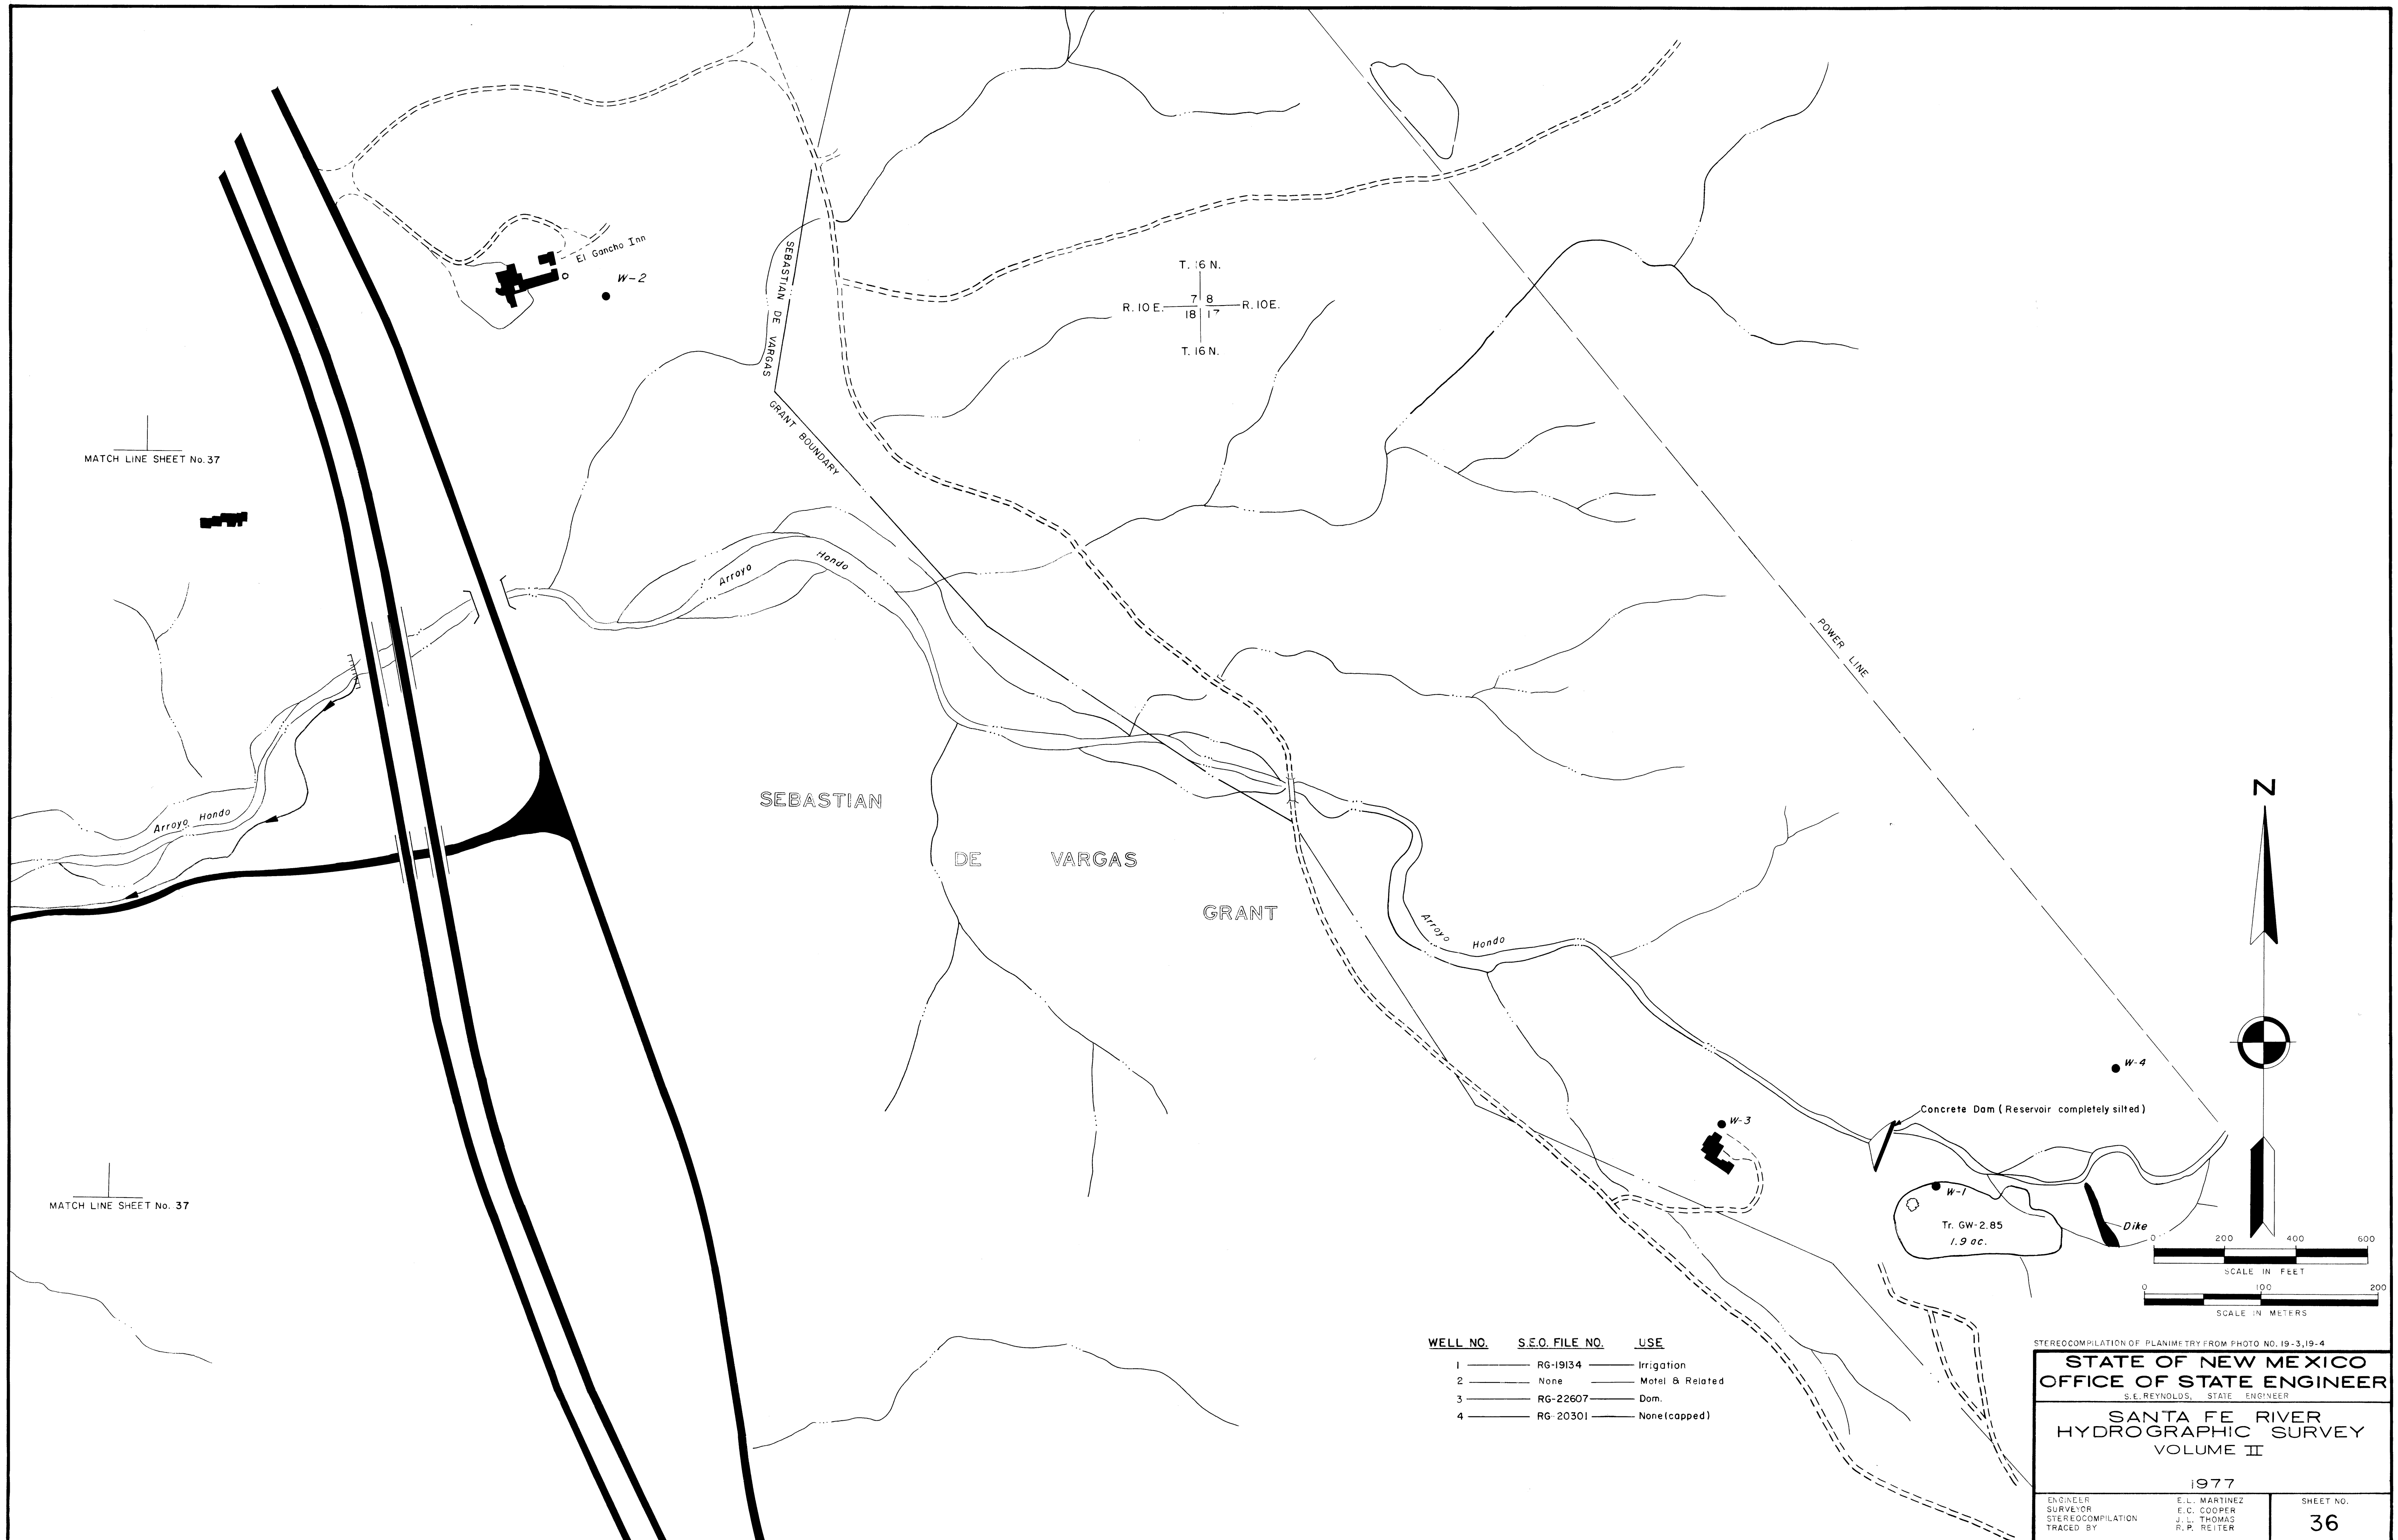 El Gancho Inn
W-2
SEBASTIAN DE VARGAS
GRANT BOUNDARY
T. 16 N.
7 8
R. 10 E. R. 10 E.
18 17
T. 16 N.
MATCH LINE SHEET No. 37
Arroyo Hondo
POWER LINE
Arroyo Hondo
SEBASTIAN
DE VARGAS
GRANT
Arroyo Hondo
N
W-4
Concrete Dam (Reservoir completely silted)
W-3
W-1
Tr. GW-2.85
1.9 ac.
Dike
MATCH LINE SHEET No. 37
0 200 400 600
SCALE IN FEET
0 100 200
SCALE IN METERS
WELL NO. S.E.O. FILE NO. USE
1 RG-19134 Irrigation
2 None Motel & Related
3 RG-22607 Dom.
4 RG-20301 None (capped)
STEREOCOMPILATION OF PLANIMETRY FROM PHOTO NO. 19-3, 19-4
STATE OF NEW MEXICO
OFFICE OF STATE ENGINEER
S.E. REYNOLDS, STATE ENGINEER
SANTA FE RIVER
HYDROGRAPHIC SURVEY
VOLUME II
1977
ENGINEER E.L. MARTINEZ
SURVEYOR E.C. COOPER
STEREOCOMPILATION J.L. THOMAS
TRACED BY R.P. REITER
SHEET NO.
36